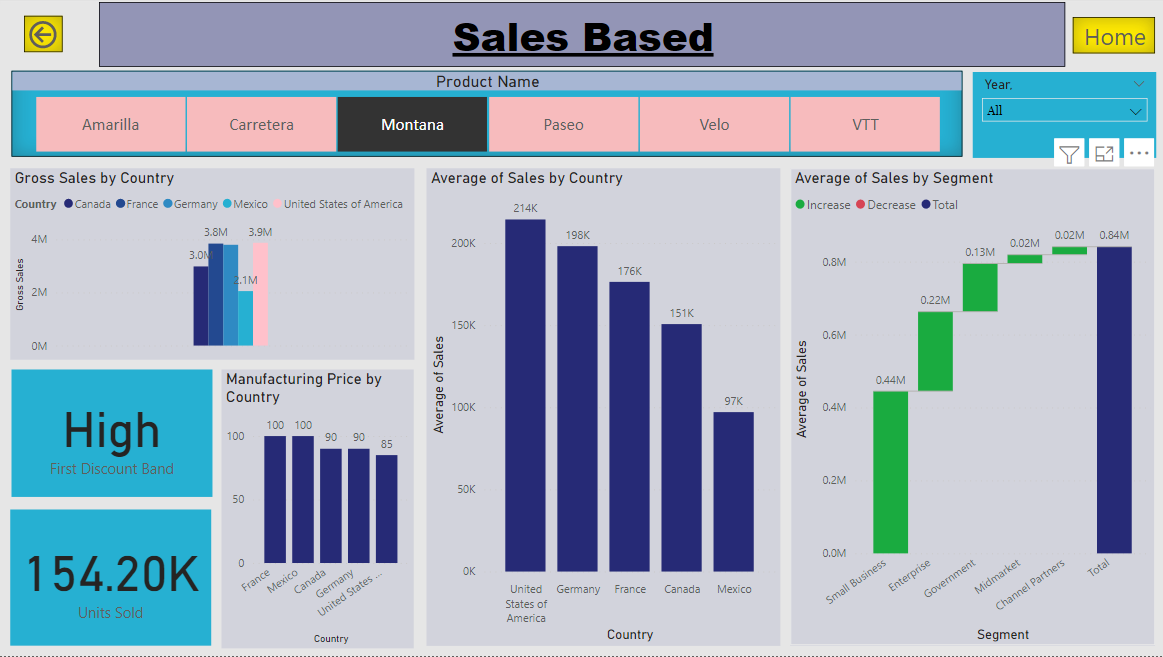 Sales Based
Home
Product Name
Amarilla
Carretera
Montana
Paseo
Velo
VTT
Year,
All
Gross Sales by Country
Country Canada France Germany Mexico United States of America
3.8M 3.9M
4M
3.0M
2.1M
2M
0M
Gross Sales
High
First Discount Band
154.20K
Units Sold
Manufacturing Price by
Country
100 100 90 90 85
100
50
0
France Mexico Canada Germany United States ...
Country
Average of Sales by Country
214K
198K
176K
151K
97K
200K
150K
100K
50K
0K
Average of Sales
United
States of
America
Germany
France
Canada
Mexico
Country
Average of Sales by Segment
Increase Decrease Total
0.44M
0.22M
0.13M
0.02M
0.02M
0.84M
0.8M
0.6M
0.4M
0.2M
0.0M
Average of Sales
Small Business
Enterprise
Government
Midmarket
Channel Partners
Total
Segment